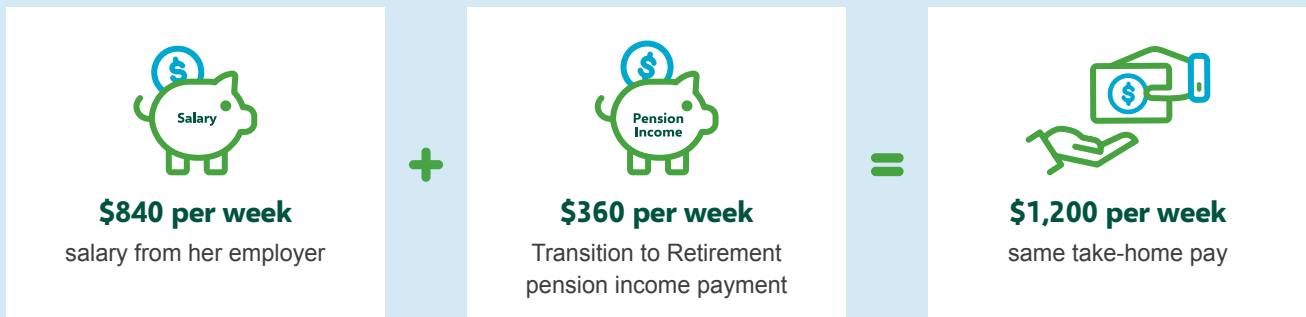 $
Salary
$840 per week
salary from her employer
+
$
Pension
Income
$360 per week
Transition to Retirement
pension income payment
=
$
$1,200 per week
same take-home pay